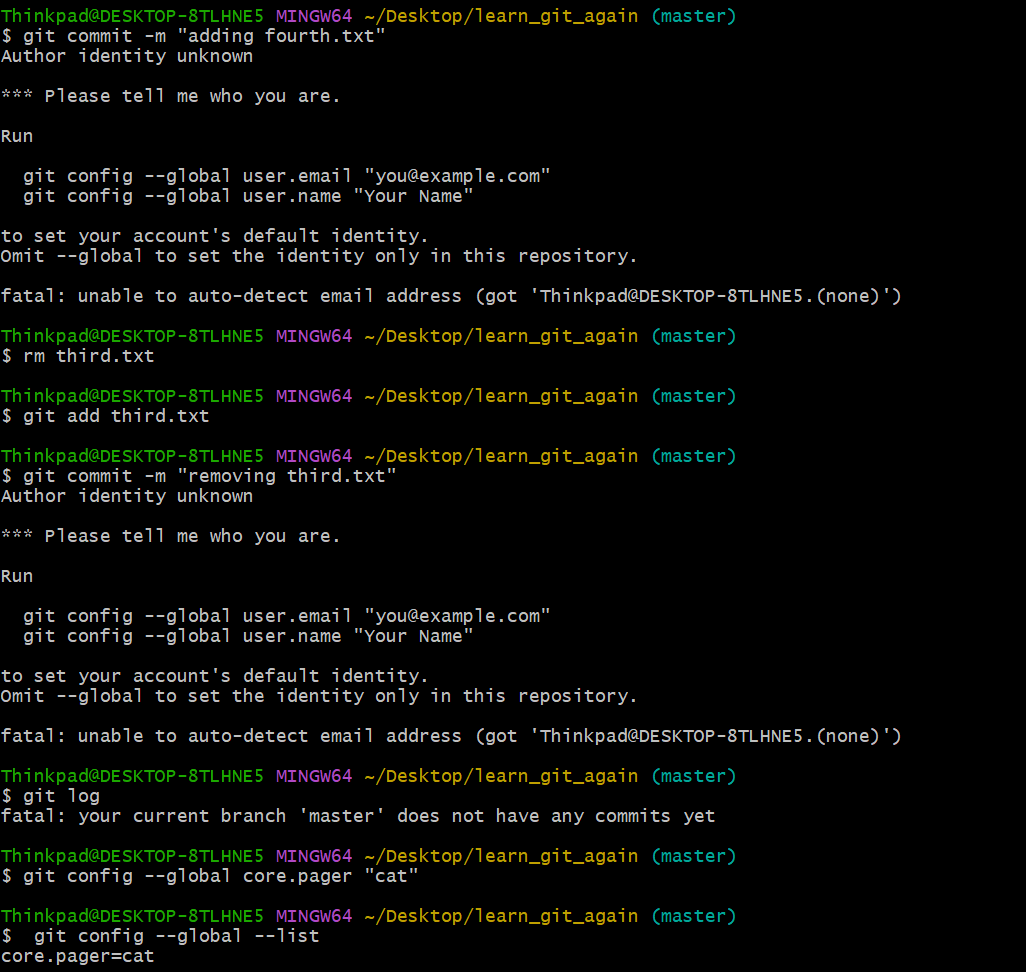 Thinkpad@DESKTOP-8TLHNE5 MINGW64 ~/Desktop/learn_git_again (master)
$ git commit -m "adding fourth.txt"
Author identity unknown

*** Please tell me who you are.

Run

  git config --global user.email "you@example.com"
  git config --global user.name "Your Name"

to set your account's default identity.
Omit --global to set the identity only in this repository.

fatal: unable to auto-detect email address (got 'Thinkpad@DESKTOP-8TLHNE5.(none)')

Thinkpad@DESKTOP-8TLHNE5 MINGW64 ~/Desktop/learn_git_again (master)
$ rm third.txt

Thinkpad@DESKTOP-8TLHNE5 MINGW64 ~/Desktop/learn_git_again (master)
$ git add third.txt

Thinkpad@DESKTOP-8TLHNE5 MINGW64 ~/Desktop/learn_git_again (master)
$ git commit -m "removing third.txt"
Author identity unknown

*** Please tell me who you are.

Run

  git config --global user.email "you@example.com"
  git config --global user.name "Your Name"

to set your account's default identity.
Omit --global to set the identity only in this repository.

fatal: unable to auto-detect email address (got 'Thinkpad@DESKTOP-8TLHNE5.(none)')

Thinkpad@DESKTOP-8TLHNE5 MINGW64 ~/Desktop/learn_git_again (master)
$ git log
fatal: your current branch 'master' does not have any commits yet

Thinkpad@DESKTOP-8TLHNE5 MINGW64 ~/Desktop/learn_git_again (master)
$ git config --global core.pager "cat"

Thinkpad@DESKTOP-8TLHNE5 MINGW64 ~/Desktop/learn_git_again (master)
$  git config --global --list
core.pager=cat